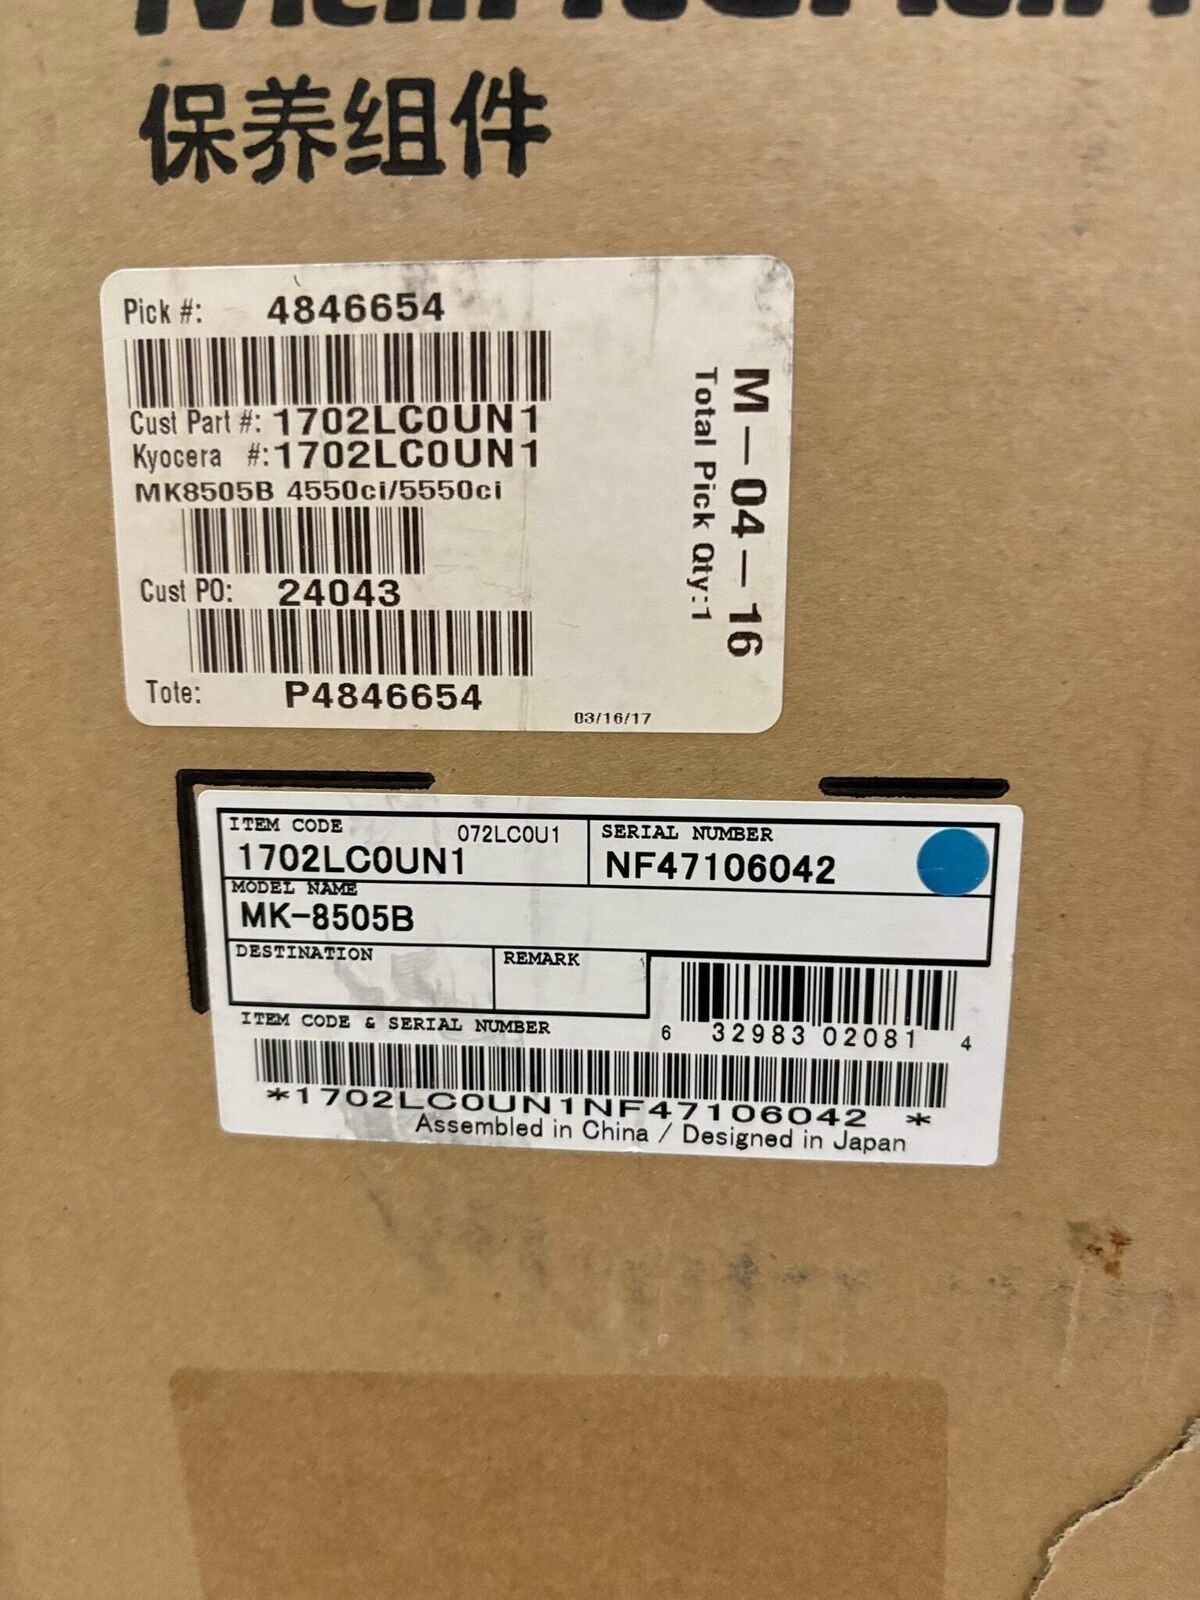 保养组件
Pick #: 4846654
Cust Part #: 1702LC0UN1
Kyocera #: 1702LC0UN1
MK8505B 4550ci/5550ci
Cust PO: 24043
Tote: P4846654
03/16/17
M-04-16
Total Pick Qty:1
ITEM CODE 072LC0U1
1702LC0UN1
SERIAL NUMBER
NF47106042
MODEL NAME
MK-8505B
DESTINATION
REMARK
ITEM CODE & SERIAL NUMBER
6 32983 02081 4
*1702LC0UN1NF47106042 *
Assembled in China / Designed in Japan